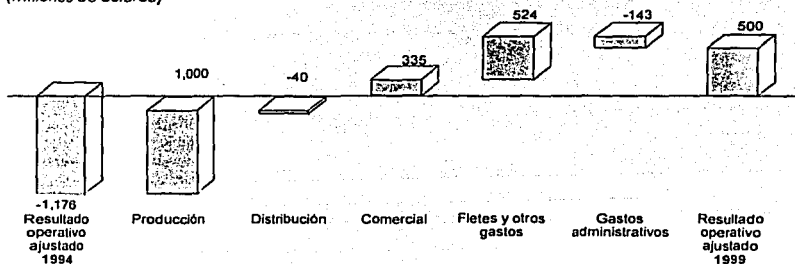 (millones de dólares)
-1,176
1,000
-40
335
524
-143
500
Resultado operativo ajustado 1994
Producción
Distribución
Comercial
Fletes y otros gastos
Gastos administrativos
Resultado operativo ajustado 1999